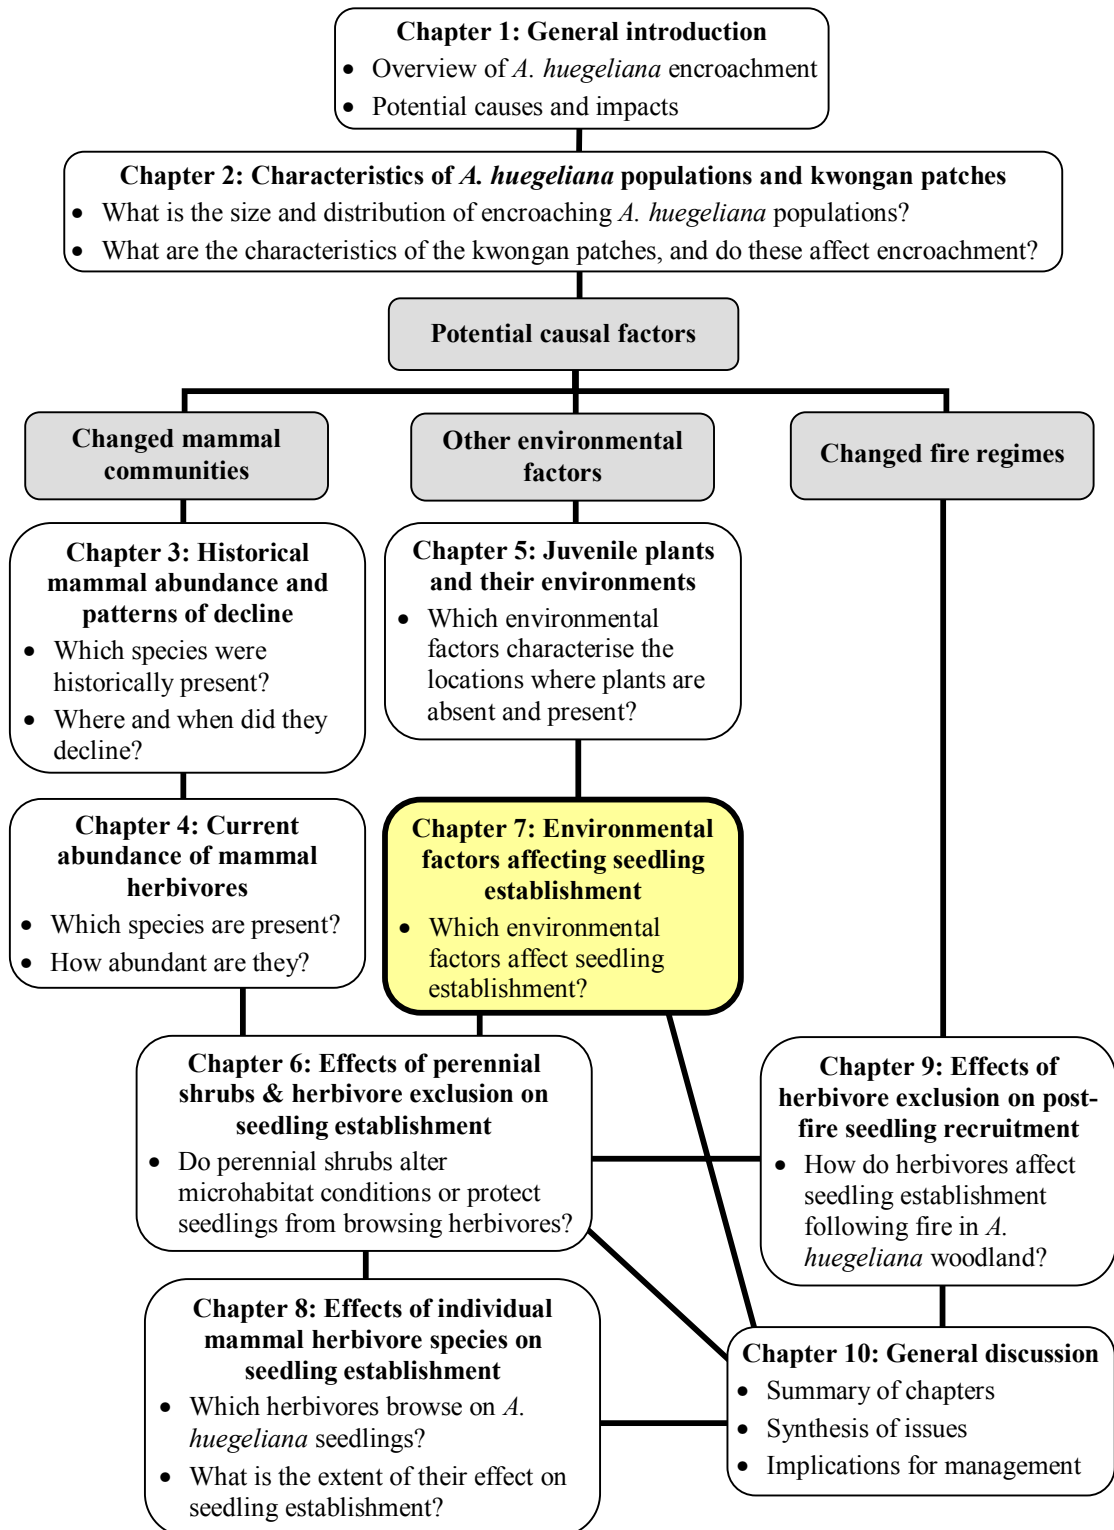 Chapter 1: General introduction
• Overview of A. huegeliana encroachment
• Potential causes and impacts
Chapter 2: Characteristics of A. huegeliana populations and kwongan patches
• What is the size and distribution of encroaching A. huegeliana populations?
• What are the characteristics of the kwongan patches, and do these affect encroachment?
Potential causal factors
Changed mammal
communities
Other environmental
factors
Changed fire regimes
Chapter 3: Historical
mammal abundance and
patterns of decline
• Which species were
historically present?
• Where and when did they
decline?
Chapter 5: Juvenile plants
and their environments
• Which environmental
factors characterise the
locations where plants are
absent and present?
Chapter 4: Current
abundance of mammal
herbivores
• Which species are present?
• How abundant are they?
Chapter 7: Environmental
factors affecting seedling
establishment
• Which environmental
factors affect seedling
establishment?
Chapter 6: Effects of perennial
shrubs & herbivore exclusion on
seedling establishment
• Do perennial shrubs alter
microhabitat conditions or protect
seedlings from browsing herbivores?
Chapter 9: Effects of
herbivore exclusion on post-
fire seedling recruitment
• How do herbivores affect
seedling establishment
following fire in A.
huegeliana woodland?
Chapter 8: Effects of individual
mammal herbivore species on
seedling establishment
• Which herbivores browse on A.
huegeliana seedlings?
• What is the extent of their effect on
seedling establishment?
Chapter 10: General discussion
• Summary of chapters
• Synthesis of issues
• Implications for management